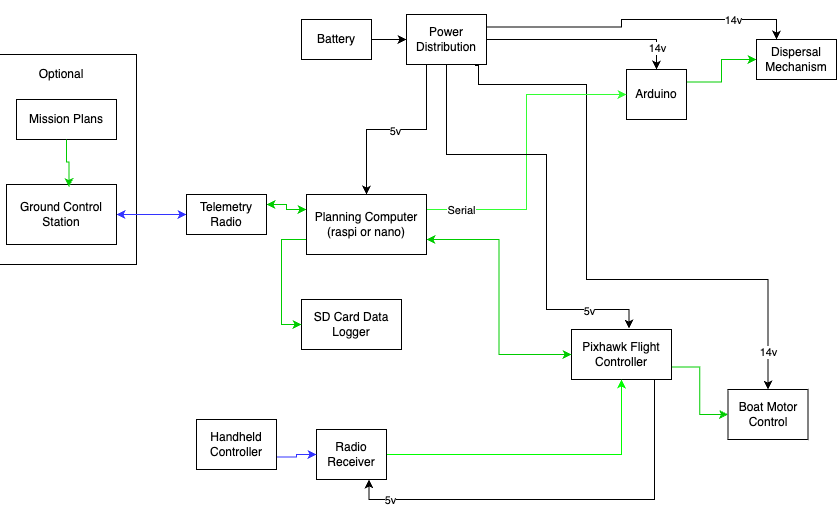 Battery
Power
Distribution
14v
Dispersal
Mechanism
14v
Arduino
Optional
Mission Plans
5v
Ground Control
Station
Telemetry
Radio
Planning Computer
(raspi or nano)
Serial
SD Card Data
Logger
5v
Pixhawk Flight
Controller
14v
Boat Motor
Control
Handheld
Controller
Radio
Receiver
5v